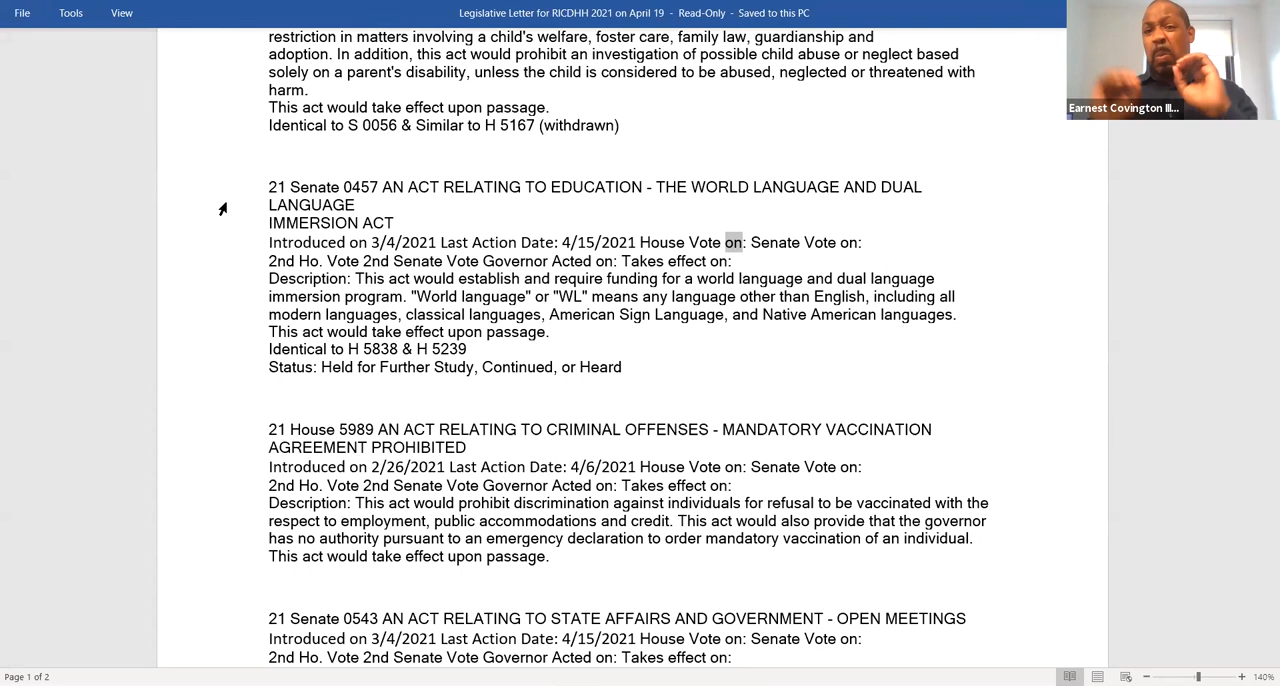 File Tools View Legislative Letter for RICDHH 2021 on April 19 - Read-Only - Saved to this PC
restriction in matters involving a child's welfare, foster care, family law, guardianship and
adoption. In addition, this act would prohibit an investigation of possible child abuse or neglect based
solely on a parent's disability, unless the child is considered to be abused, neglected or threatened with
harm.
This act would take effect upon passage.
Identical to S 0056 & Similar to H 5167 (withdrawn)
Earnest Covington III...
21 Senate 0457 AN ACT RELATING TO EDUCATION - THE WORLD LANGUAGE AND DUAL
LANGUAGE
IMMERSION ACT
Introduced on 3/4/2021 Last Action Date: 4/15/2021 House Vote on: Senate Vote on:
2nd Ho. Vote 2nd Senate Vote Governor Acted on: Takes effect on:
Description: This act would establish and require funding for a world language and dual language
immersion program. "World language" or "WL" means any language other than English, including all
modern languages, classical languages, American Sign Language, and Native American languages.
This act would take effect upon passage.
Identical to H 5838 & H 5239
Status: Held for Further Study, Continued, or Heard
21 House 5989 AN ACT RELATING TO CRIMINAL OFFENSES - MANDATORY VACCINATION
AGREEMENT PROHIBITED
Introduced on 2/26/2021 Last Action Date: 4/6/2021 House Vote on: Senate Vote on:
2nd Ho. Vote 2nd Senate Vote Governor Acted on: Takes effect on:
Description: This act would prohibit discrimination against individuals for refusal to be vaccinated with the
respect to employment, public accommodations and credit. This act would also provide that the governor
has no authority pursuant to an emergency declaration to order mandatory vaccination of an individual.
This act would take effect upon passage.
21 Senate 0543 AN ACT RELATING TO STATE AFFAIRS AND GOVERNMENT - OPEN MEETINGS
Introduced on 3/4/2021 Last Action Date: 4/15/2021 House Vote on: Senate Vote on:
2nd Ho. Vote 2nd Senate Vote Governor Acted on: Takes effect on:
Page 1 of 2 140%